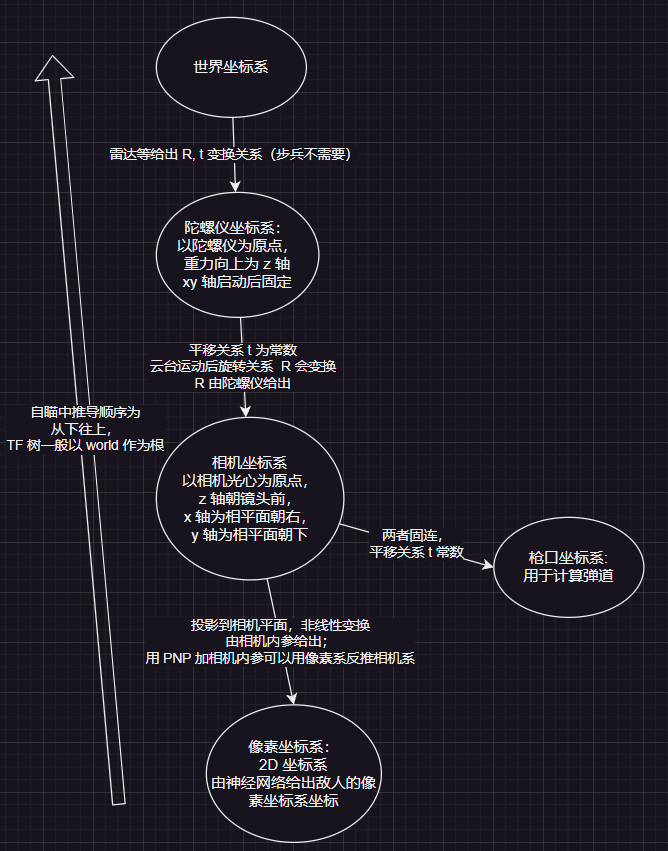 世界坐标系
雷达等给出 R, t 变换关系（步兵不需要）
陀螺仪坐标系：
以陀螺仪为原点，
重力向上为 z 轴
xy 轴启动后固定
平移关系 t 为常数
云台运动后旋转关系 R 会变换
R 由陀螺仪给出
自瞄中推导顺序为
从下往上，
TF 树一般以 world 作为根
相机坐标系
以相机光心为原点，
z 轴朝镜头前，
x 轴为相平面朝右，
y 轴为相平面朝下
两者固连，
平移关系 t 常数
枪口坐标系:
用于计算弹道
投影到相机平面，非线性变换
由相机内参给出；
用 PNP 加相机内参可以用像素系反推相机系
像素坐标系：
2D 坐标系
由神经网络给出敌人的像
素坐标系坐标